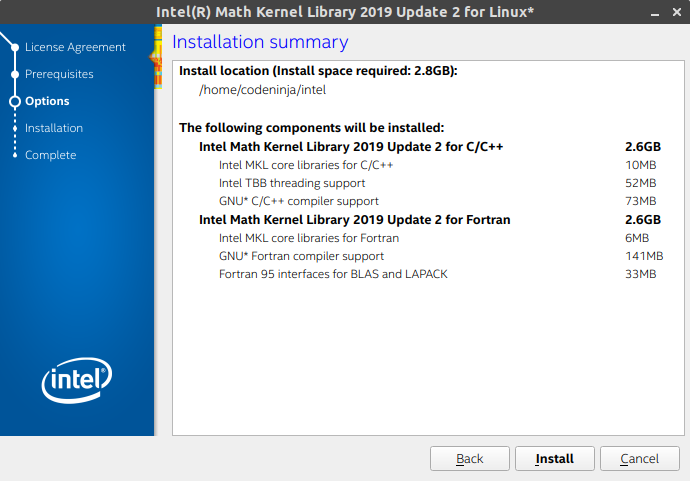 Intel(R) Math Kernel Library 2019 Update 2 for Linux*
License Agreement
Prerequisites
Options
Installation
Complete
intel
Installation summary
Install location (Install space required: 2.8GB):
/home/codeninja/intel
The following components will be installed:
Intel Math Kernel Library 2019 Update 2 for C/C++ 2.6GB
Intel MKL core libraries for C/C++ 10MB
Intel TBB threading support 52MB
GNU* C/C++ compiler support 73MB
Intel Math Kernel Library 2019 Update 2 for Fortran 2.6GB
Intel MKL core libraries for Fortran 6MB
GNU* Fortran compiler support 141MB
Fortran 95 interfaces for BLAS and LAPACK 33MB
Back Install Cancel